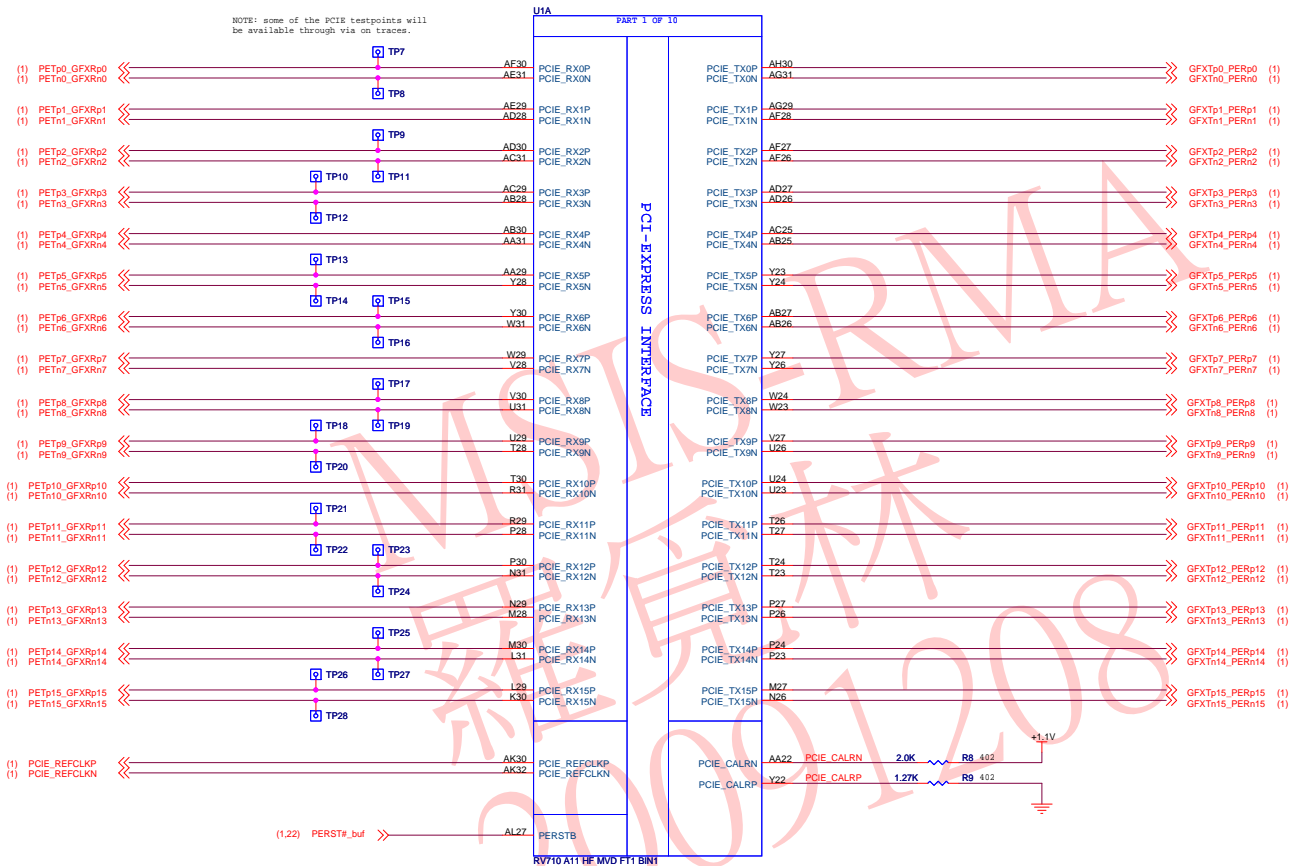 NOTE: some of the PCIE testpoints will
be available through via on traces.
U1A
PART 1 OF 10
PCI-EXPRESS INTERFACE
TP7
(1) PETp0_GFXRp0 AF30 PCIE_RX0P PCIE_TX0P AH30 GFXTp0_PERp0 (1)
(1) PETn0_GFXRn0 AE31 PCIE_RX0N PCIE_TX0N AG31 GFXTn0_PERn0 (1)
TP8
(1) PETp1_GFXRp1 AE29 PCIE_RX1P PCIE_TX1P AG29 GFXTp1_PERp1 (1)
(1) PETn1_GFXRn1 AD28 PCIE_RX1N PCIE_TX1N AF28 GFXTn1_PERn1 (1)
TP9
(1) PETp2_GFXRp2 AD30 PCIE_RX2P PCIE_TX2P AF27 GFXTp2_PERp2 (1)
(1) PETn2_GFXRn2 AC31 PCIE_RX2N PCIE_TX2N AF26 GFXTn2_PERn2 (1)
TP10 TP11
(1) PETp3_GFXRp3 AC29 PCIE_RX3P PCIE_TX3P AD27 GFXTp3_PERp3 (1)
(1) PETn3_GFXRn3 AB28 PCIE_RX3N PCIE_TX3N AD26 GFXTn3_PERn3 (1)
TP12
(1) PETp4_GFXRp4 AB30 PCIE_RX4P PCIE_TX4P AC25 GFXTp4_PERp4 (1)
(1) PETn4_GFXRn4 AA31 PCIE_RX4N PCIE_TX4N AB25 GFXTn4_PERn4 (1)
TP13
(1) PETp5_GFXRp5 AA29 PCIE_RX5P PCIE_TX5P Y23 GFXTp5_PERp5 (1)
(1) PETn5_GFXRn5 Y28 PCIE_RX5N PCIE_TX5N Y24 GFXTn5_PERn5 (1)
TP14 TP15
(1) PETp6_GFXRp6 Y30 PCIE_RX6P PCIE_TX6P AB27 GFXTp6_PERp6 (1)
(1) PETn6_GFXRn6 W31 PCIE_RX6N PCIE_TX6N AB26 GFXTn6_PERn6 (1)
TP16
(1) PETp7_GFXRp7 W29 PCIE_RX7P PCIE_TX7P Y27 GFXTp7_PERp7 (1)
(1) PETn7_GFXRn7 V28 PCIE_RX7N PCIE_TX7N Y26 GFXTn7_PERn7 (1)
TP17
(1) PETp8_GFXRp8 V30 PCIE_RX8P PCIE_TX8P W24 GFXTp8_PERp8 (1)
(1) PETn8_GFXRn8 U31 PCIE_RX8N PCIE_TX8N W23 GFXTn8_PERn8 (1)
TP18 TP19
(1) PETp9_GFXRp9 U29 PCIE_RX9P PCIE_TX9P V27 GFXTp9_PERp9 (1)
(1) PETn9_GFXRn9 T28 PCIE_RX9N PCIE_TX9N U26 GFXTn9_PERn9 (1)
TP20
(1) PETp10_GFXRp10 T30 PCIE_RX10P PCIE_TX10P U24 GFXTp10_PERp10 (1)
(1) PETn10_GFXRn10 R31 PCIE_RX10N PCIE_TX10N U23 GFXTn10_PERn10 (1)
TP21
(1) PETp11_GFXRp11 R29 PCIE_RX11P PCIE_TX11P T26 GFXTp11_PERp11 (1)
(1) PETn11_GFXRn11 P28 PCIE_RX11N PCIE_TX11N T27 GFXTn11_PERn11 (1)
TP22 TP23
(1) PETp12_GFXRp12 P30 PCIE_RX12P PCIE_TX12P T24 GFXTp12_PERp12 (1)
(1) PETn12_GFXRn12 N31 PCIE_RX12N PCIE_TX12N T23 GFXTn12_PERn12 (1)
TP24
(1) PETp13_GFXRp13 N29 PCIE_RX13P PCIE_TX13P P27 GFXTp13_PERp13 (1)
(1) PETn13_GFXRn13 M28 PCIE_RX13N PCIE_TX13N P26 GFXTn13_PERn13 (1)
TP25
(1) PETp14_GFXRp14 M30 PCIE_RX14P PCIE_TX14P P24 GFXTp14_PERp14 (1)
(1) PETn14_GFXRn14 L31 PCIE_RX14N PCIE_TX14N P23 GFXTn14_PERn14 (1)
TP26 TP27
(1) PETp15_GFXRp15 L29 PCIE_RX15P PCIE_TX15P M27 GFXTp15_PERp15 (1)
(1) PETn15_GFXRn15 K30 PCIE_RX15N PCIE_TX15N N26 GFXTn15_PERn15 (1)
TP28
+1.1V
(1) PCIE_REFCLKP AK30 PCIE_REFCLKP PCIE_CALRN AA22 PCIE_CALRN 2.0K R8 402
(1) PCIE_REFCLKN AK32 PCIE_REFCLKN
PCIE_CALRP Y22 PCIE_CALRP 1.27K R9 402
(1,22) PERST#_buf AL27 PERSTB
RV710 A11 HF MVD FT1 BIN1
MSIS-RMA
20091208